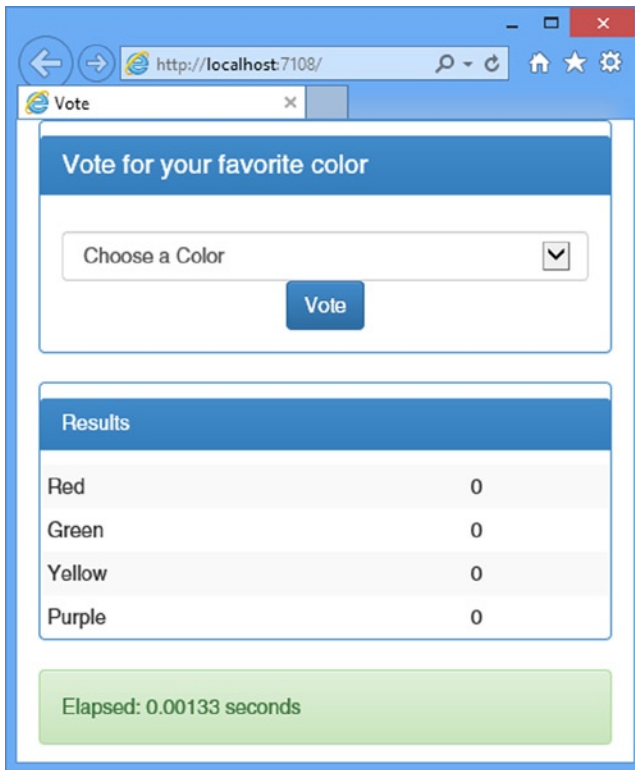 http://localhost:7108/
Vote
Vote for your favorite color
Choose a Color
Vote
Results
Red 0
Green 0
Yellow 0
Purple 0
Elapsed: 0.00133 seconds